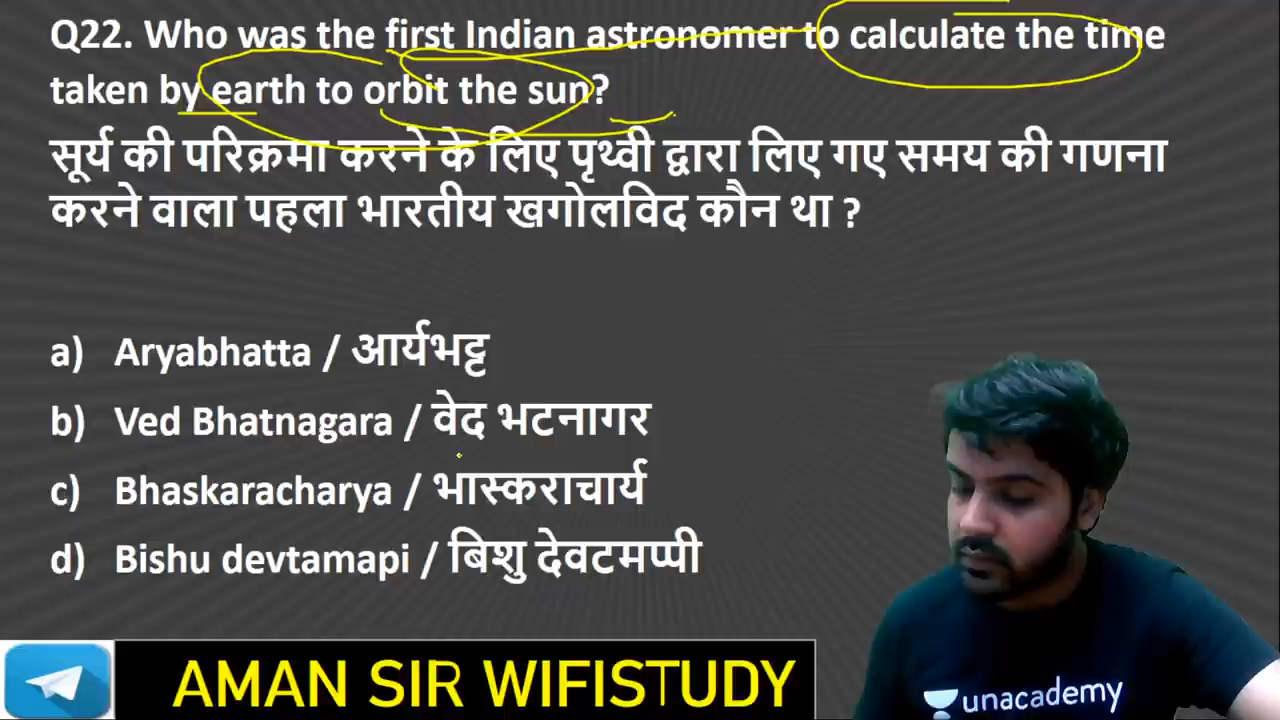 Q22. Who was the first Indian astronomer to calculate the time
taken by earth to orbit the sun?
सूर्य की परिक्रमा करने के लिए पृथ्वी द्वारा लिए गए समय की गणना
करने वाला पहला भारतीय खगोलविद कौन था ?
a) Aryabhatta / आर्यभट्ट
b) Ved Bhatnagara / वेद भटनागर
c) Bhaskaracharya / भास्कराचार्य
d) Bishu devtamapi / बिशु देवटमप्पी
AMAN SIR WIFISTUDY
unacademy